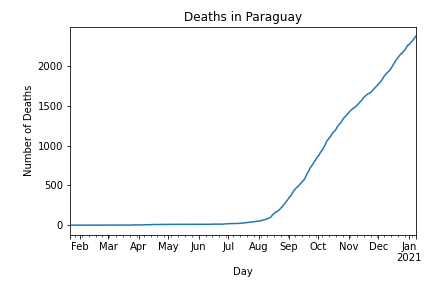 Deaths in Paraguay
Number of Deaths
2000
1500
1000
500
0
Feb Mar Apr May Jun Jul Aug Sep Oct Nov Dec Jan
2021
Day